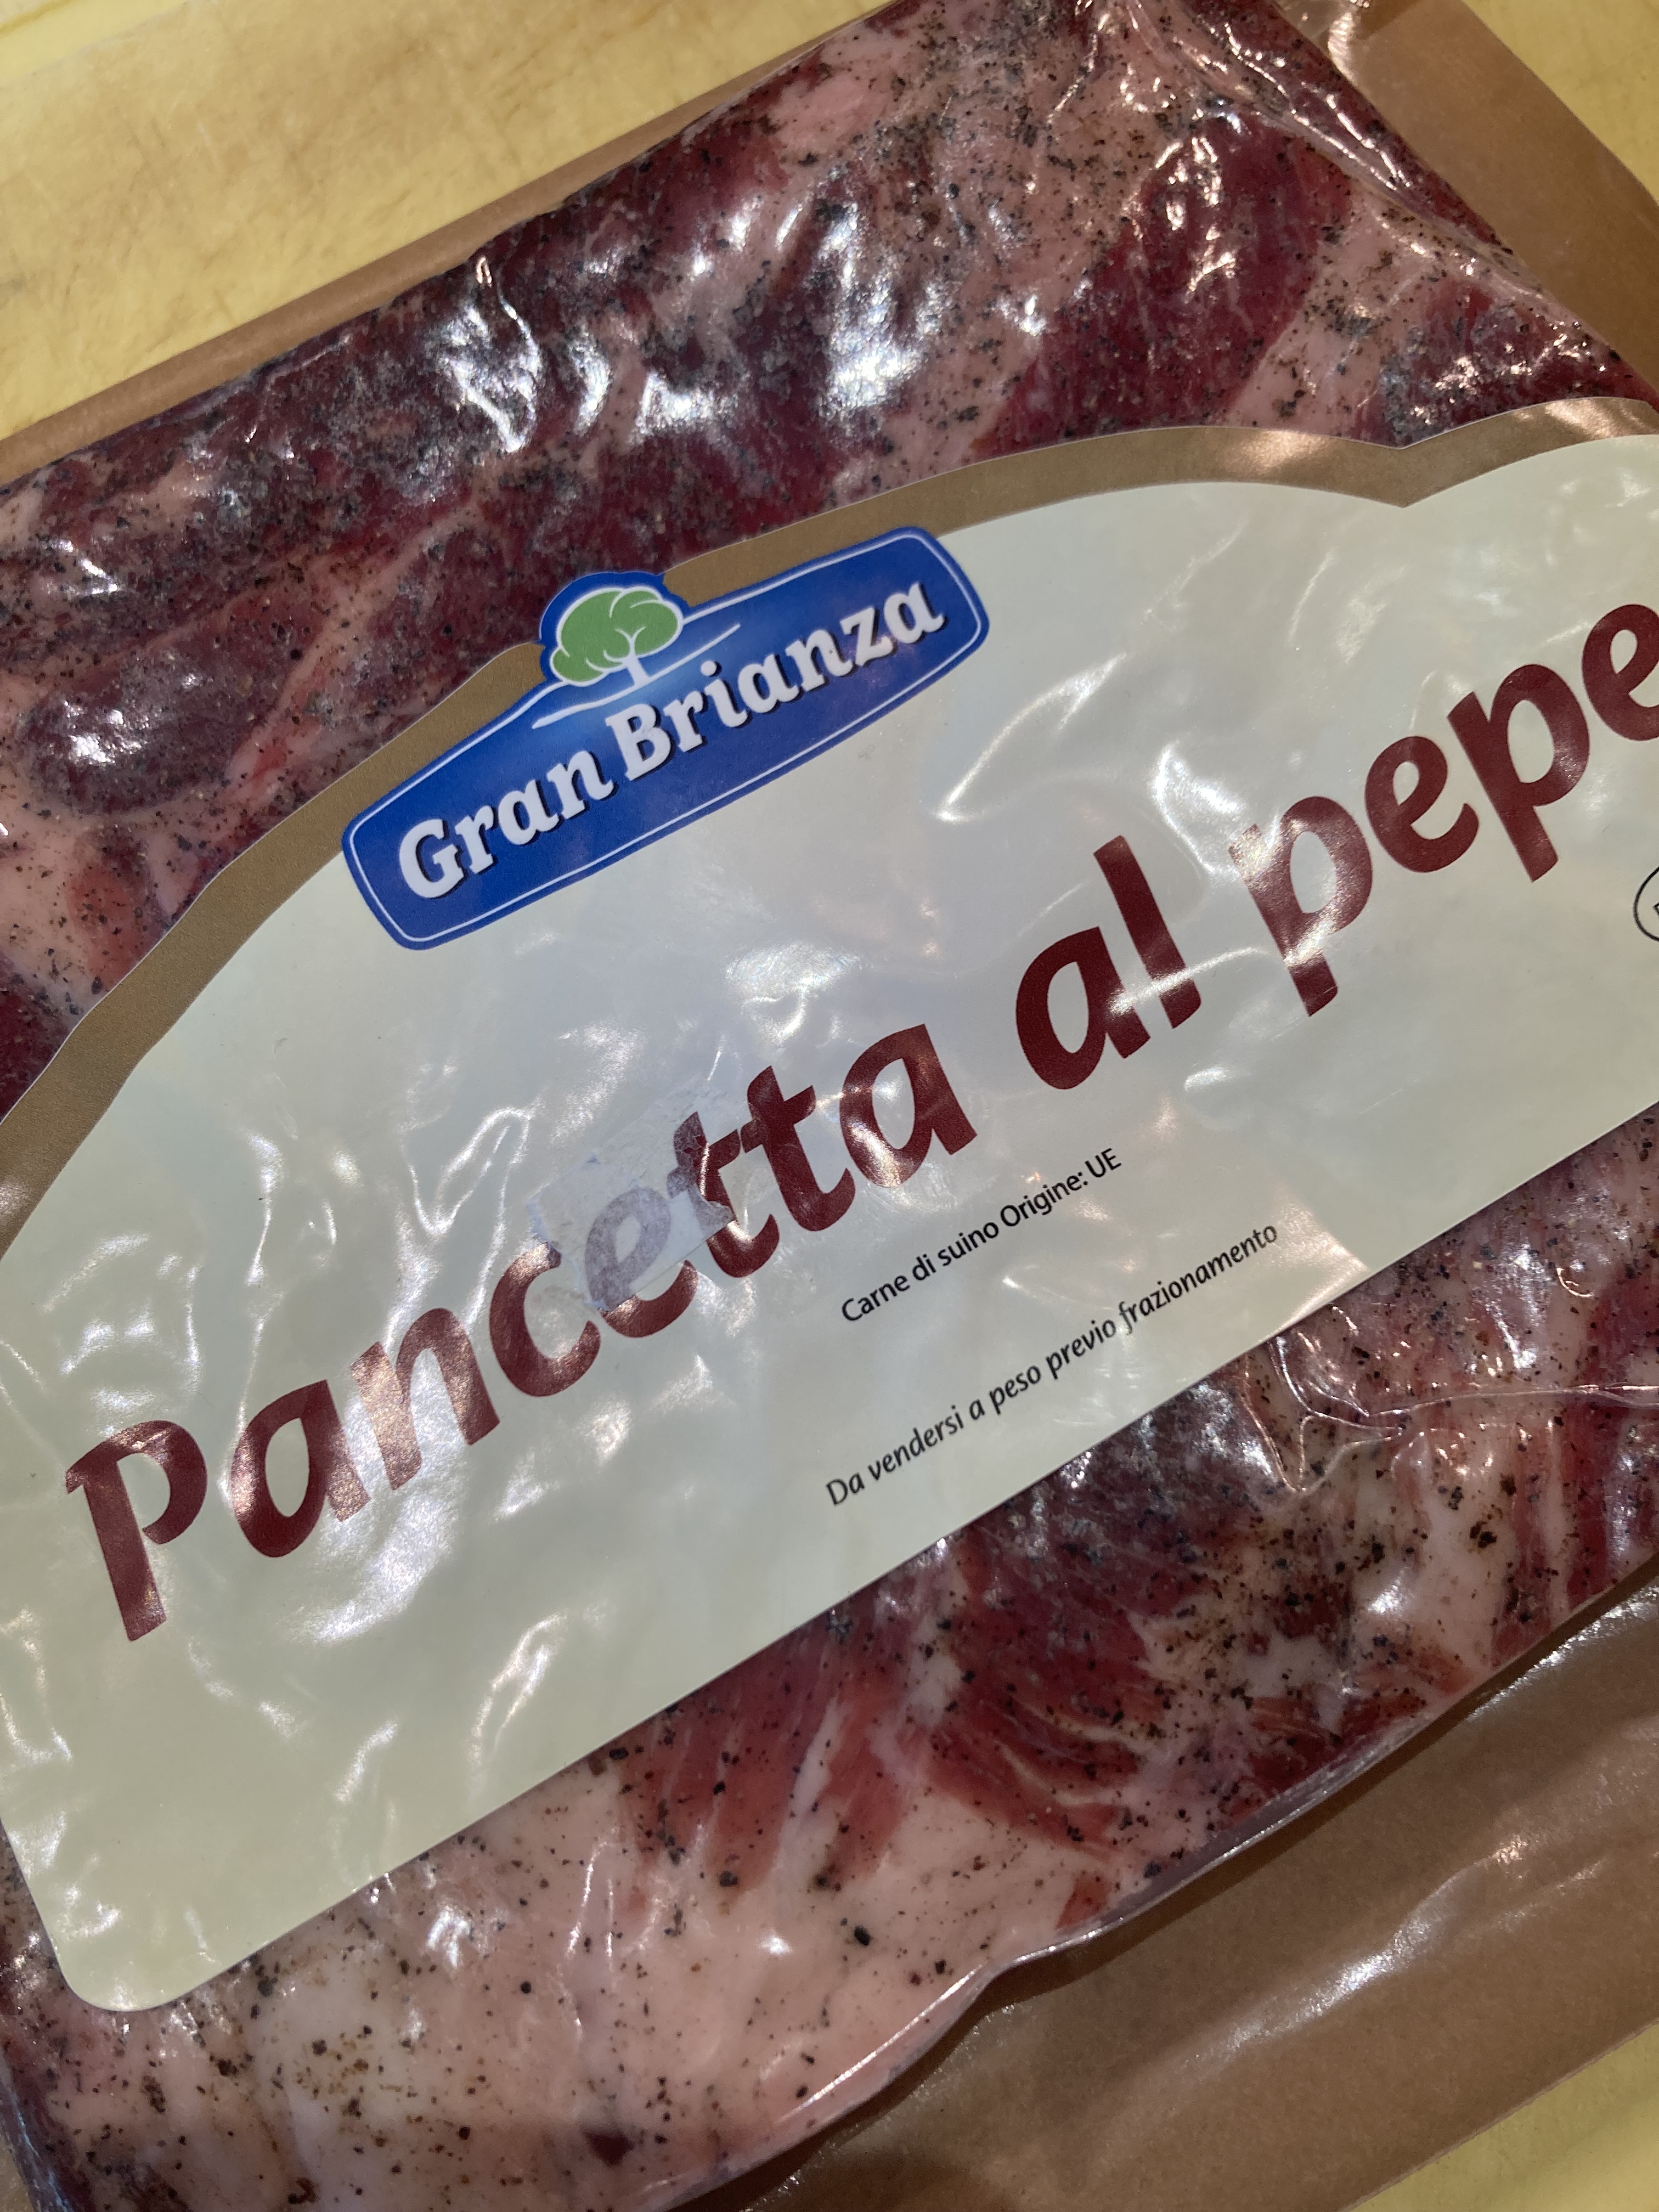 Gran Brianza
Pancetta al pepe
Carne di suino Origine: UE
Da vendersi a peso previo frazionamento